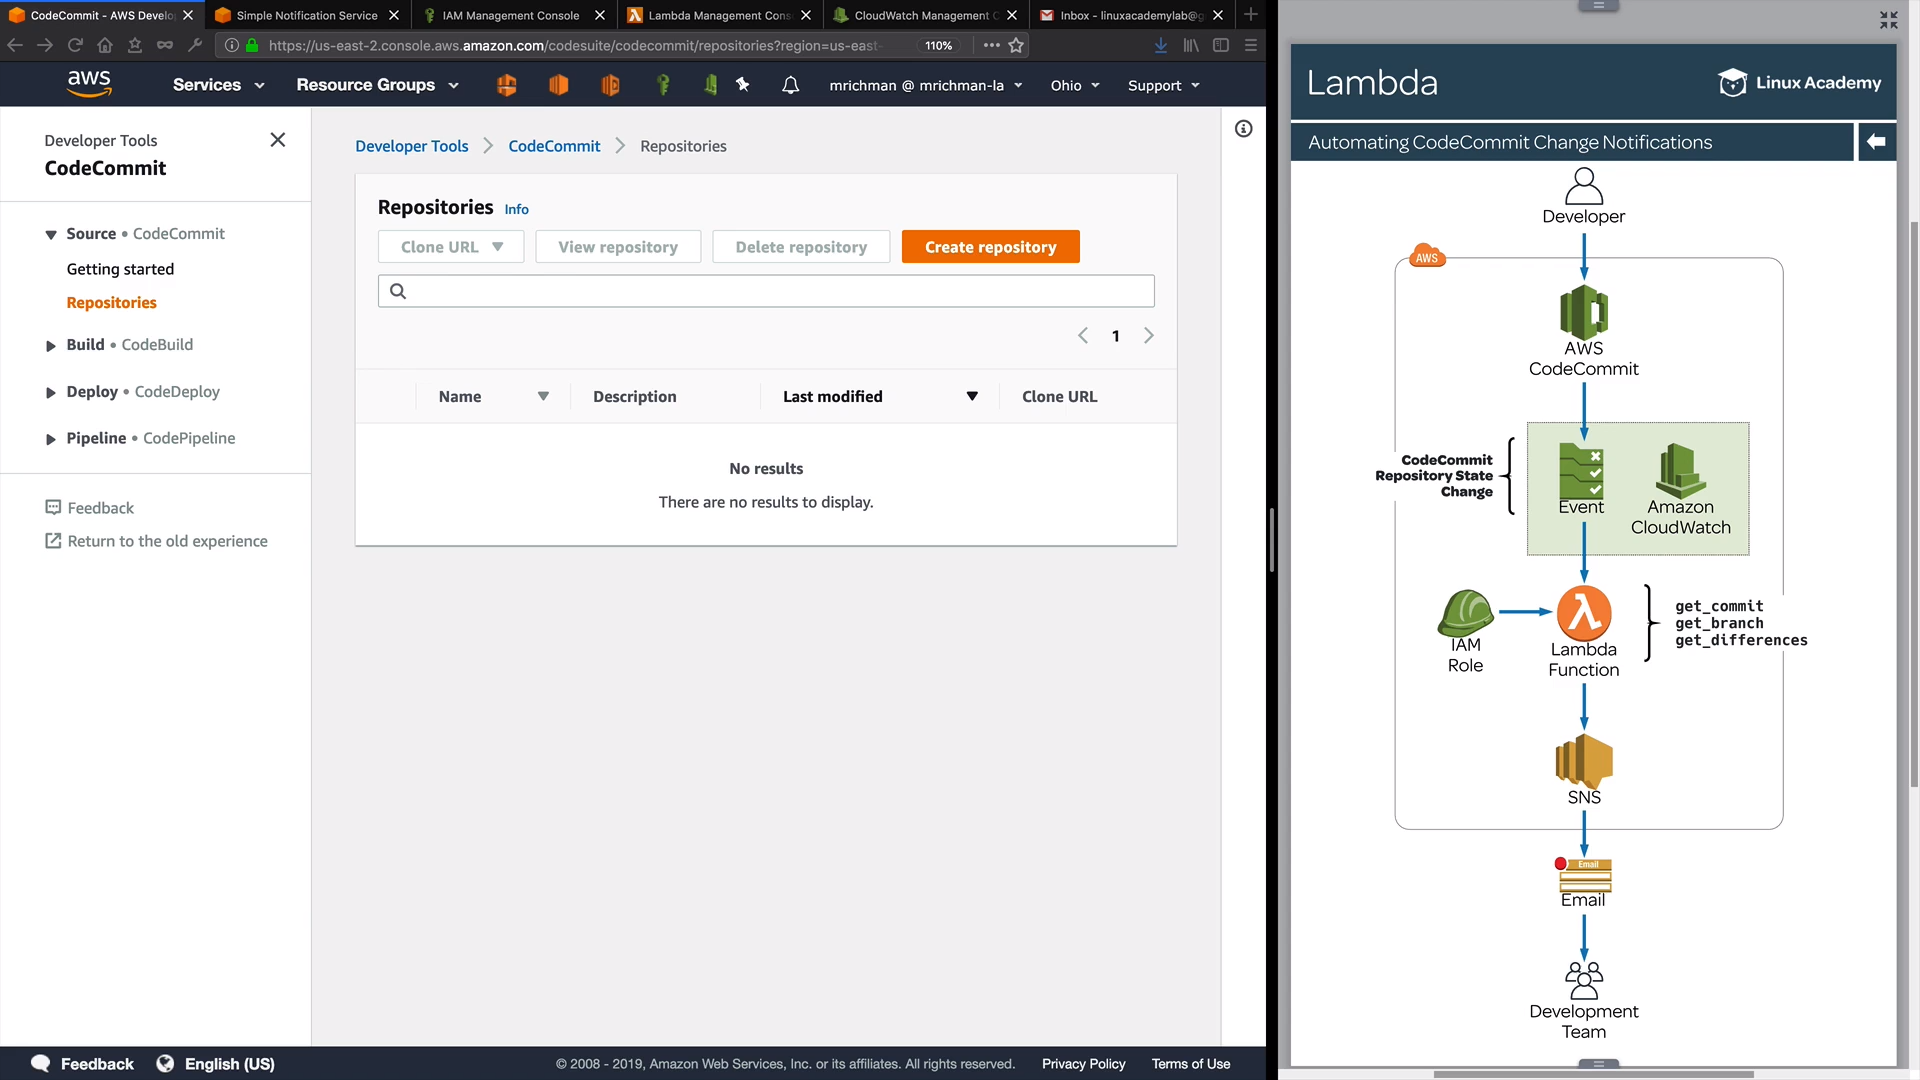 CodeCommit - AWS Develo
Simple Notification Service
IAM Management Console
Lambda Management Cons
CloudWatch Management C
Inbox - linuxacademylab@g
https://us-east-2.console.aws.amazon.com/codesuite/codecommit/repositories?region=us-east-
110%
aws
Services
Resource Groups
mrichman @ mrichman-la
Ohio
Support
Developer Tools
CodeCommit
Source • CodeCommit
Getting started
Repositories
Build • CodeBuild
Deploy • CodeDeploy
Pipeline • CodePipeline
Feedback
Return to the old experience
Developer Tools
CodeCommit
Repositories
Repositories Info
Clone URL
View repository
Delete repository
Create repository
1
Name
Description
Last modified
Clone URL
No results
There are no results to display.
Feedback
English (US)
© 2008 - 2019, Amazon Web Services, Inc. or its affiliates. All rights reserved.
Privacy Policy
Terms of Use
Lambda
Linux Academy
Automating CodeCommit Change Notifications
Developer
AWS
AWS
CodeCommit
CodeCommit
Repository State
Change
Event
Amazon
CloudWatch
IAM
Role
Lambda
Function
get_commit
get_branch
get_differences
SNS
Email
Email
Development
Team